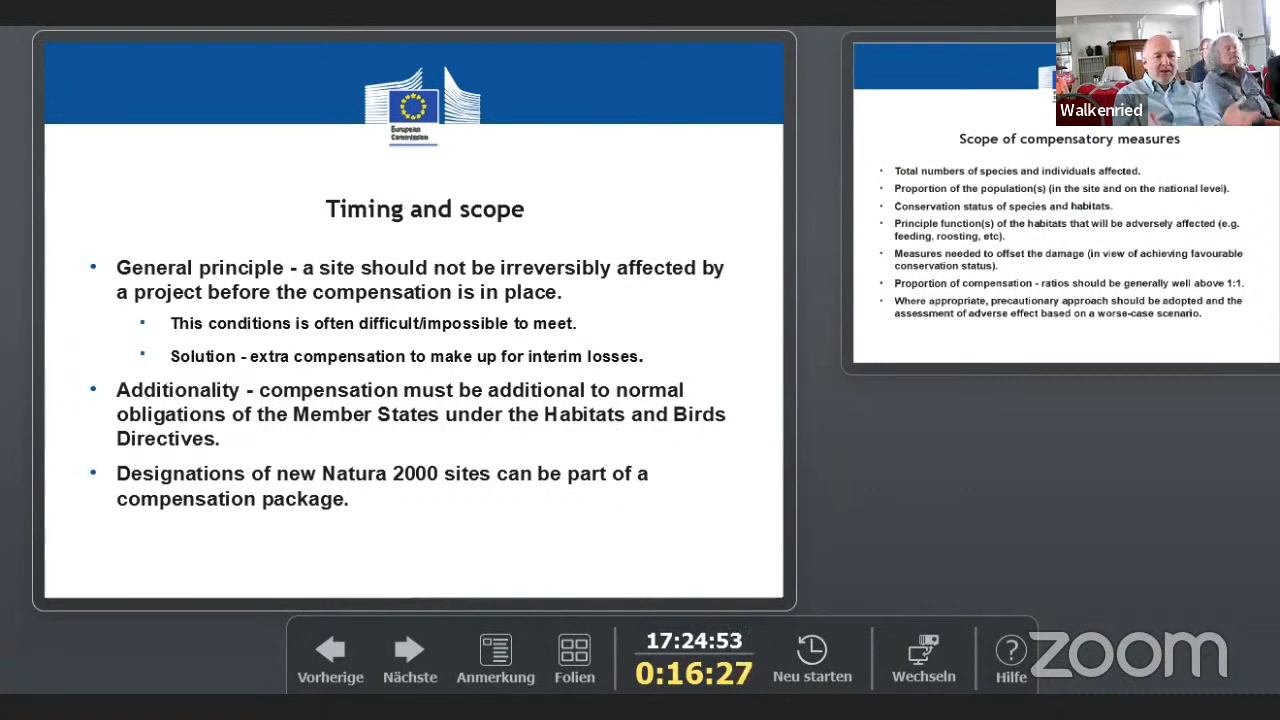 European
Commission
Timing and scope
• General principle - a site should not be irreversibly affected by
a project before the compensation is in place.
▪ This conditions is often difficult/impossible to meet.
▪ Solution - extra compensation to make up for interim losses.
• Additionality - compensation must be additional to normal
obligations of the Member States under the Habitats and Birds
Directives.
• Designations of new Natura 2000 sites can be part of a
compensation package.
Walkenried
Scope of compensatory measures
• Total numbers of species and individuals affected.
• Proportion of the population(s) (in the site and on the national level).
• Conservation status of species and habitats.
• Principle function(s) of the habitats that will be adversely affected (e.g.
feeding, roosting, etc).
• Measures needed to offset the damage (in view of achieving favourable
conservation status).
• Proportion of compensation - ratios should be generally well above 1:1.
• Where appropriate, precautionary approach should be adopted and the
assessment of adverse effect based on a worse-case scenario.
Vorherige
Nächste
Anmerkung
Folien
17:24:53
0:16:27
Neu starten
Wechseln
Hilfe
zoom